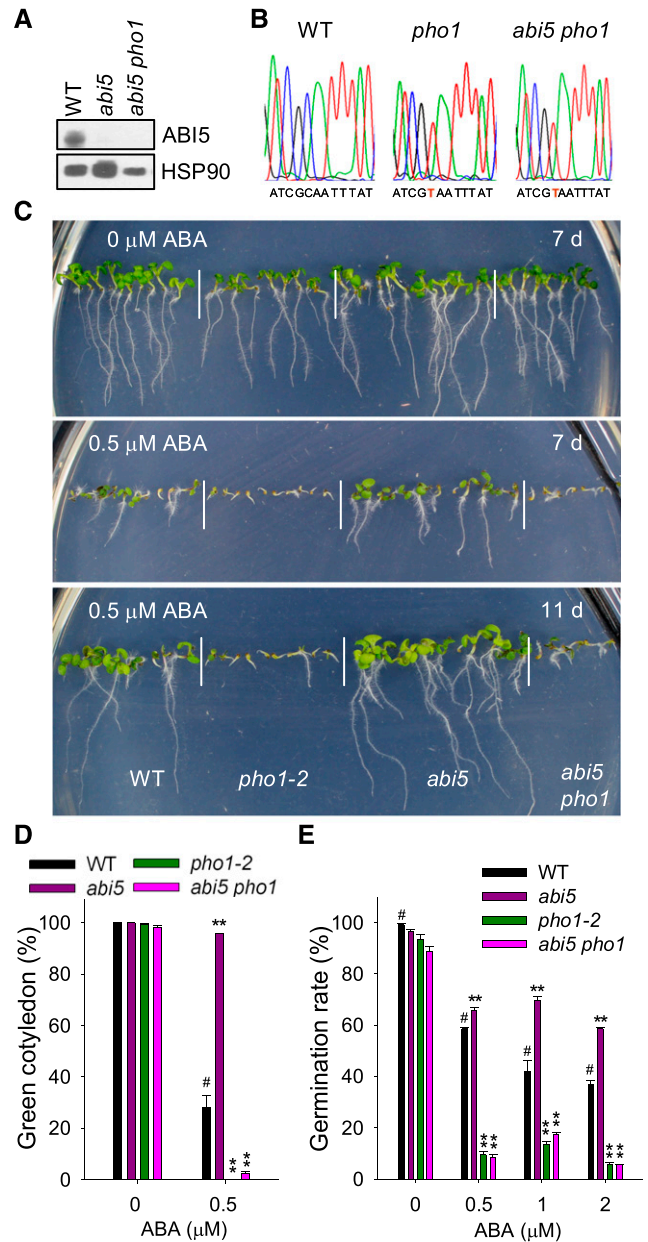 A
WT
abi5
abi5 pho1
ABI5
HSP90
B
WT
pho1
abi5 pho1
ATCGCAATTTAT
ATCGTAATTTAT
ATCGTAATTTAT
C
0 μM ABA
7 d
0.5 μM ABA
7 d
0.5 μM ABA
11 d
WT
pho1-2
abi5
abi5
pho1
D
WT
pho1-2
abi5
abi5 pho1
Green cotyledon (%)
100
80
60
40
20
0
#
**
**
**
0
0.5
ABA (μM)
E
WT
abi5
pho1-2
abi5 pho1
Germination rate (%)
100
80
60
40
20
0
#
#
**
**
**
#
**
**
**
#
**
**
**
0
0.5
1
2
ABA (μM)